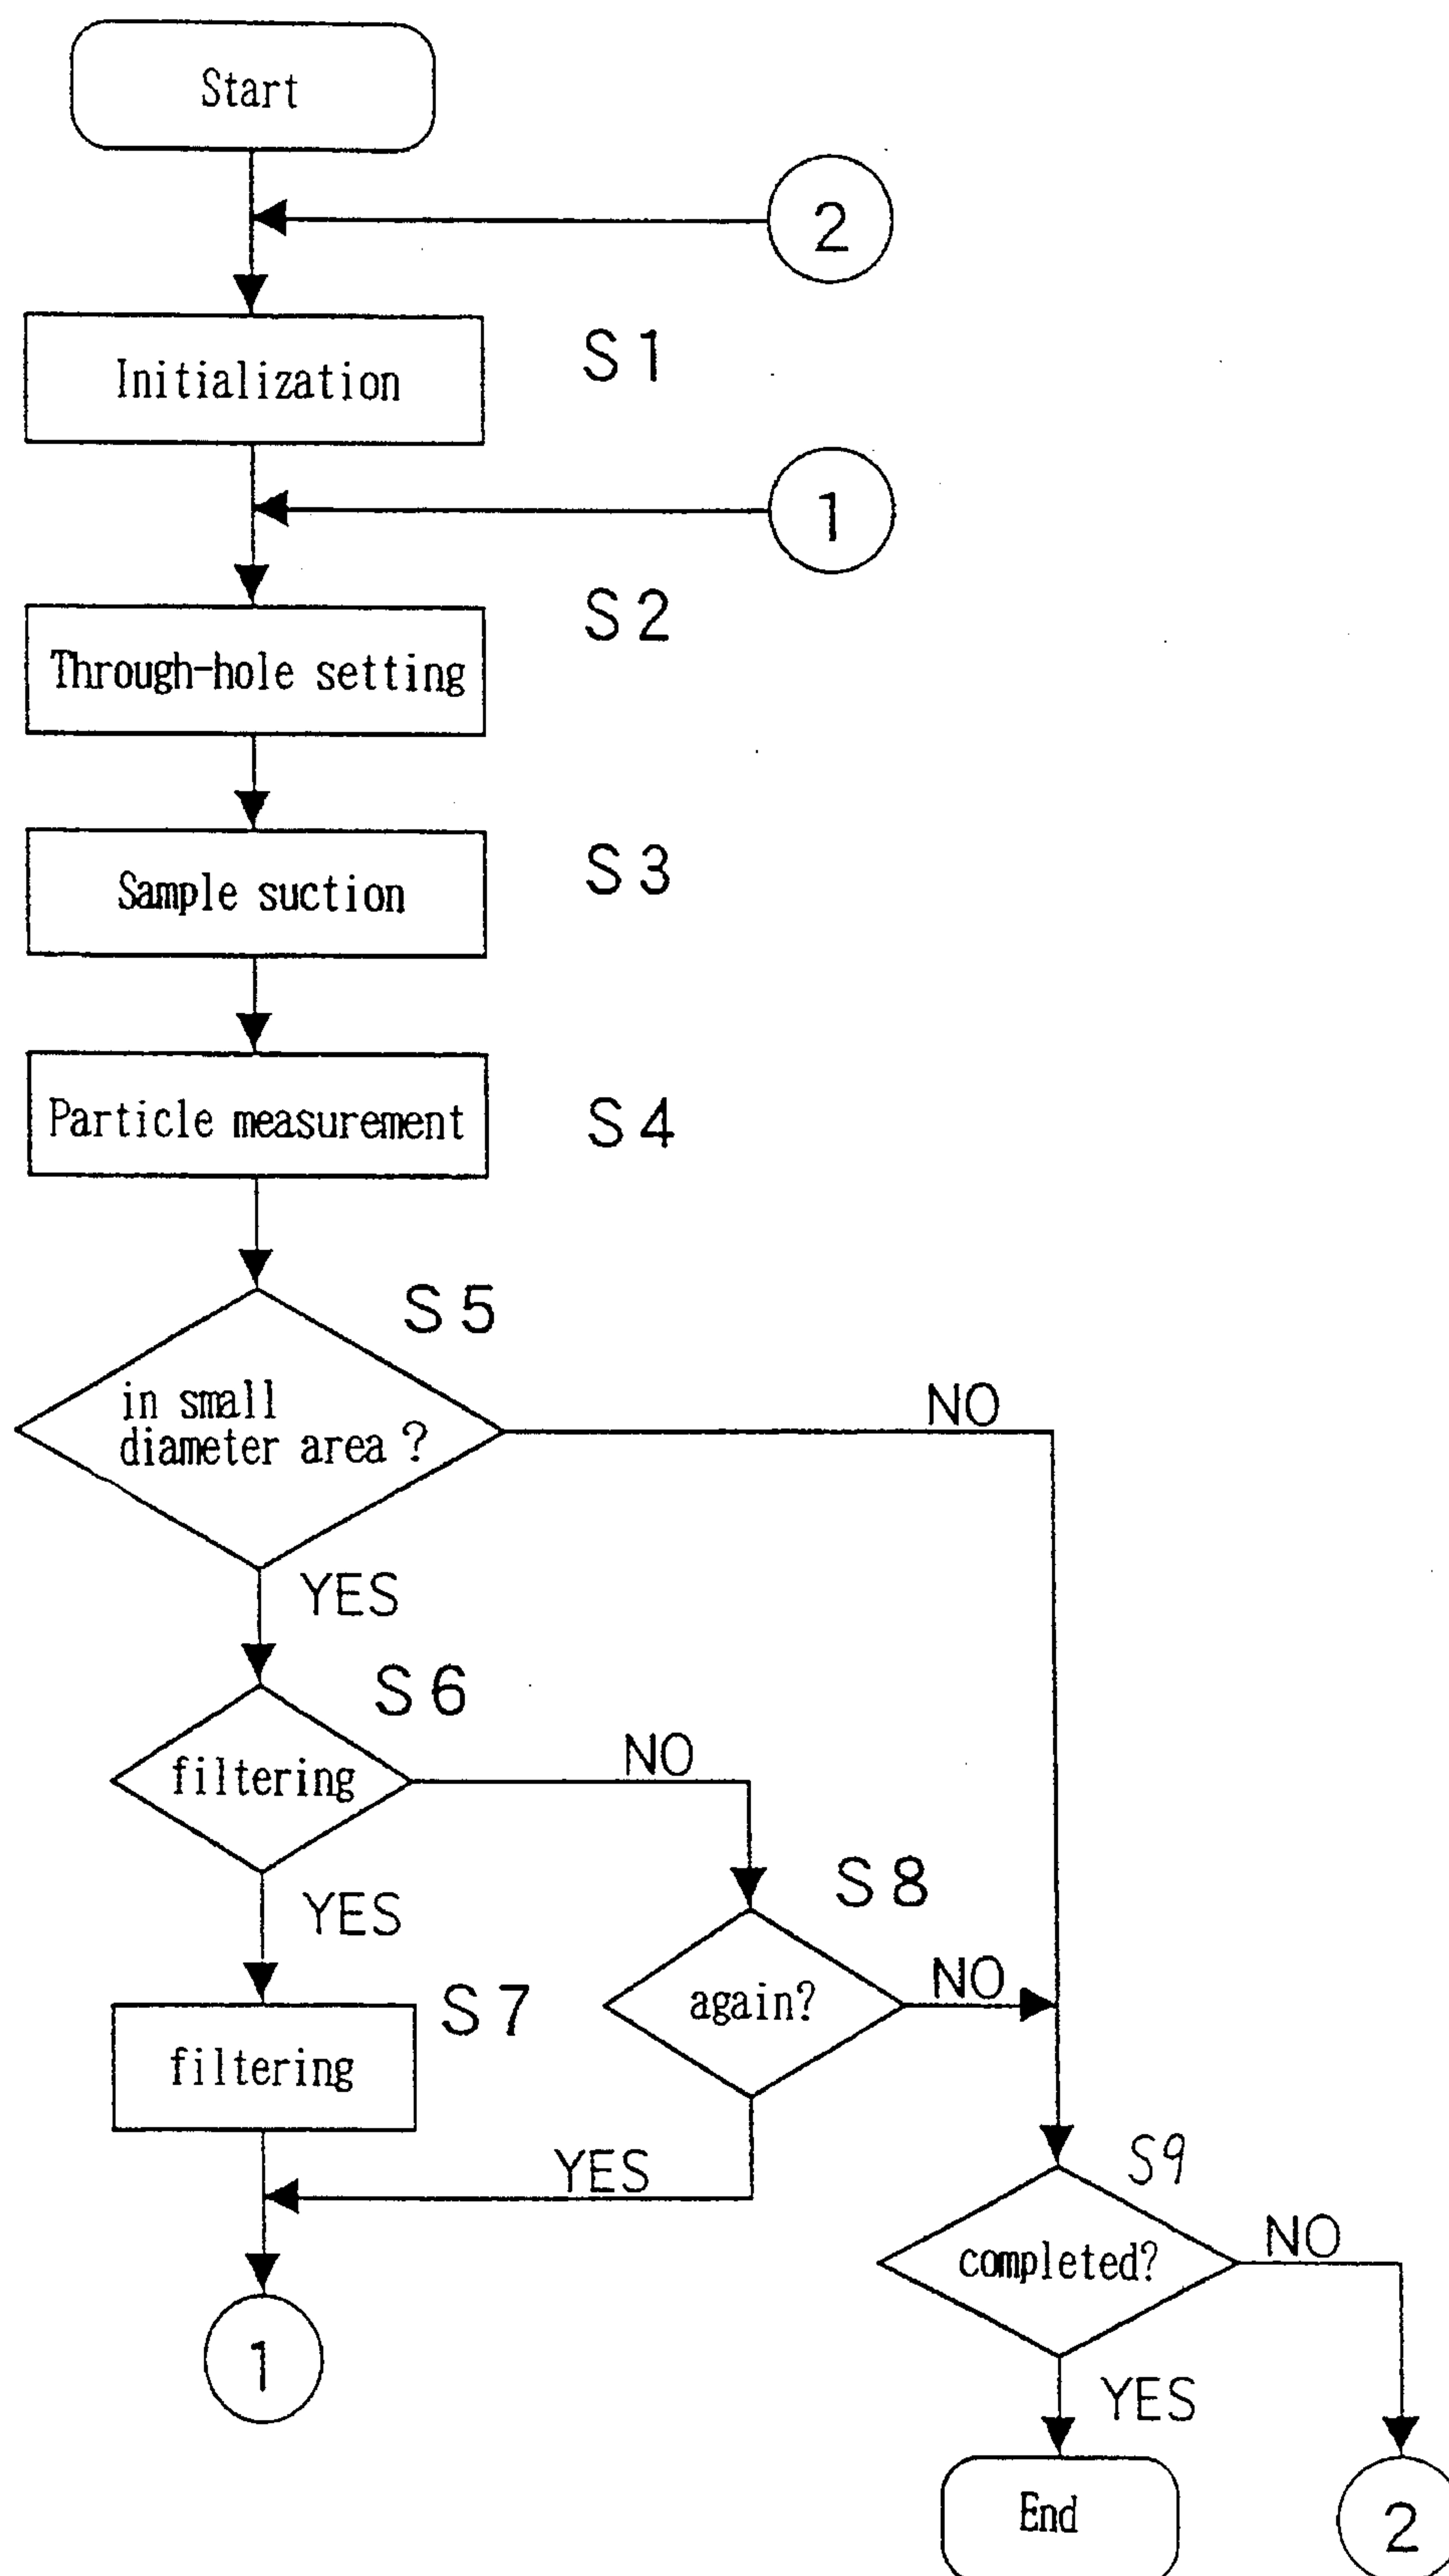 Start
2
Initialization
S1
1
Through-hole setting
S2
Sample suction
S3
Particle measurement
S4
S5
in small
diameter area?
NO
YES
S6
filtering
NO
YES
S8
again?
NO
S7
filtering
YES
S9
completed?
NO
1
YES
End
2